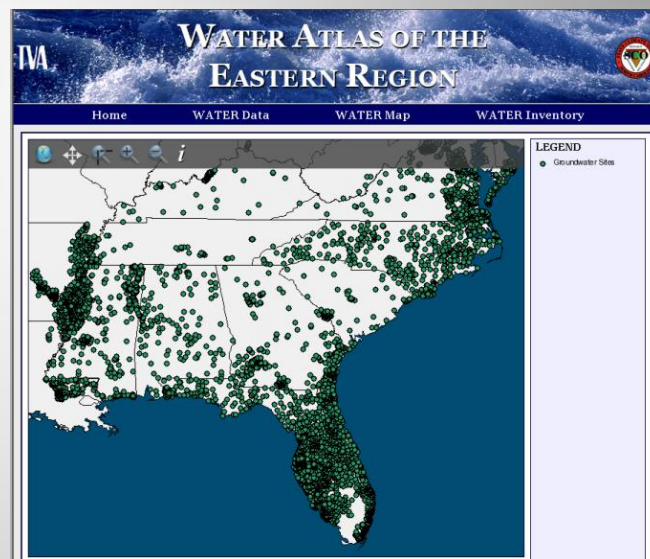 TVA
WATER ATLAS OF THE
EASTERN REGION
Home WATER Data WATER Map WATER Inventory
i
LEGEND
Groundwater Sites